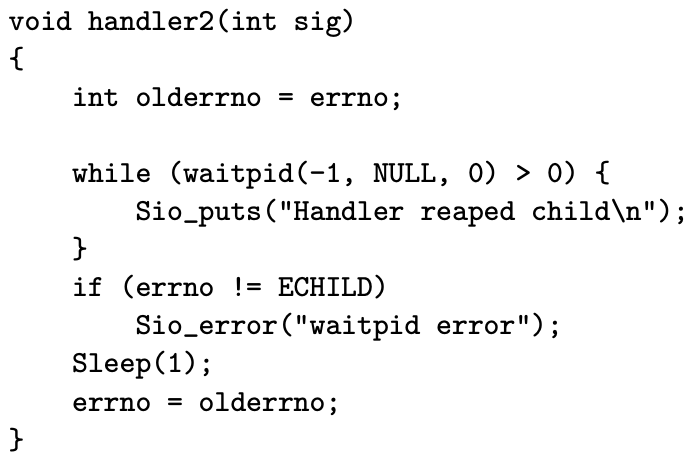 void handler2(int sig)
{
    int olderrno = errno;

    while (waitpid(-1, NULL, 0) > 0) {
        Sio_puts("Handler reaped child\n");
    }
    if (errno != ECHILD)
        Sio_error("waitpid error");
    Sleep(1);
    errno = olderrno;
}